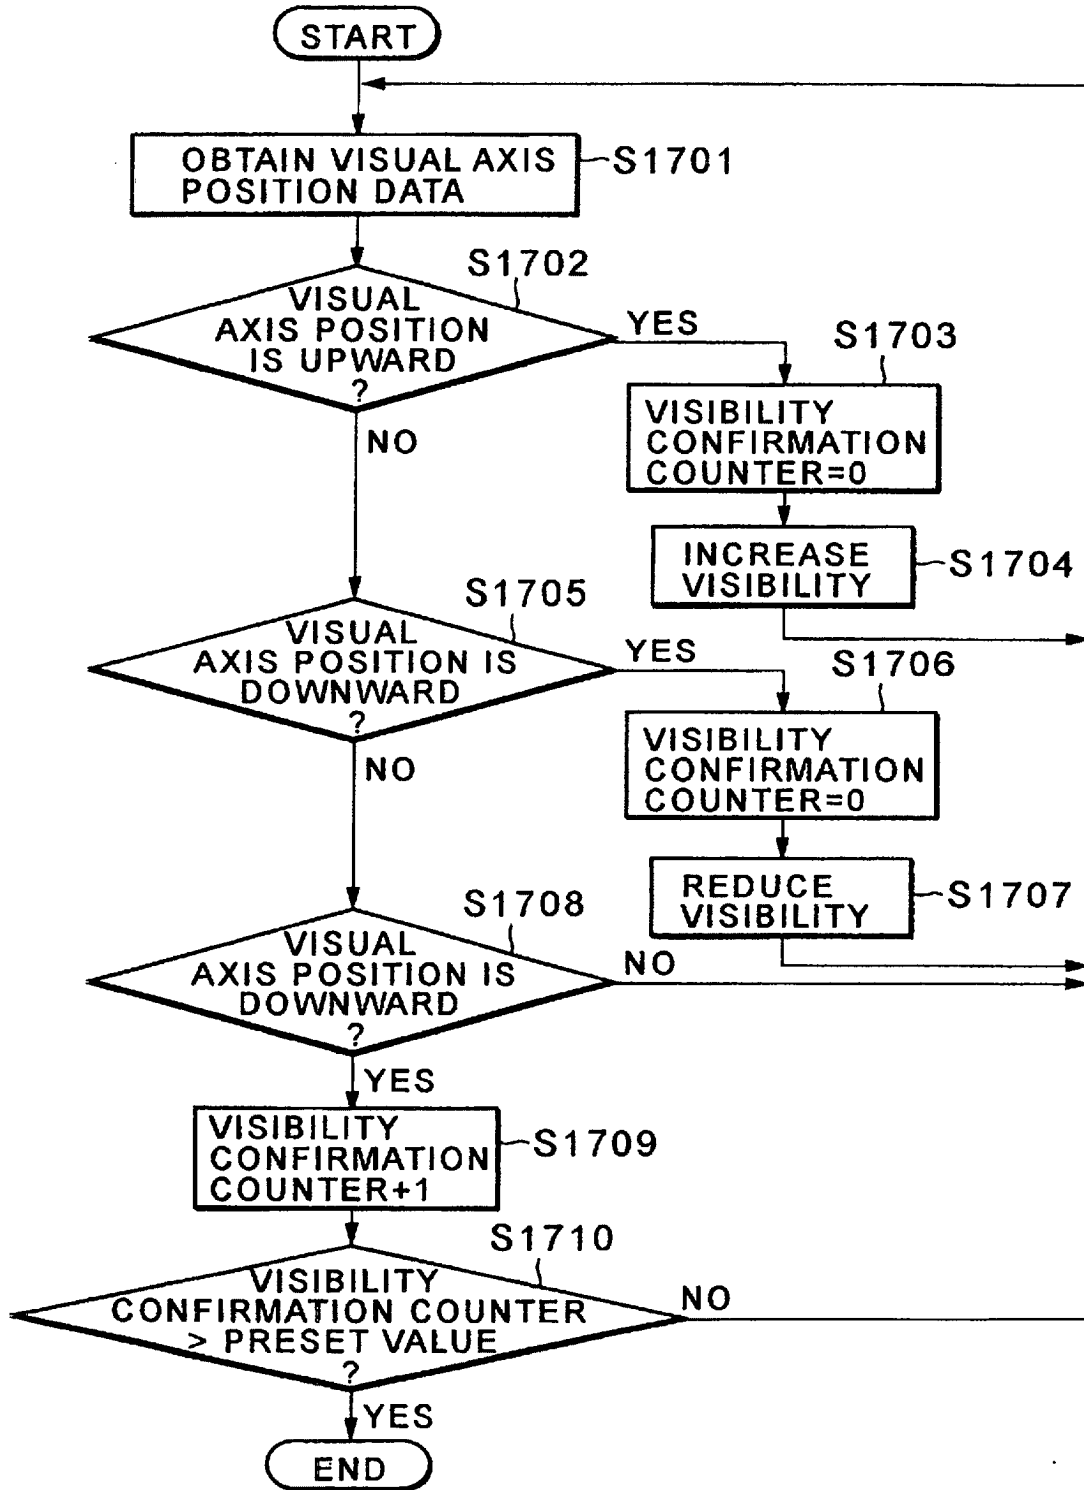 START
OBTAIN VISUAL AXIS
POSITION DATA
S1701
S1702
VISUAL
AXIS POSITION
IS UPWARD
?
YES
NO
S1703
VISIBILITY
CONFIRMATION
COUNTER=0
INCREASE
VISIBILITY
S1704
S1705
VISUAL
AXIS POSITION IS
DOWNWARD
?
YES
NO
S1706
VISIBILITY
CONFIRMATION
COUNTER=0
REDUCE
VISIBILITY
S1707
S1708
VISUAL
AXIS POSITION IS
DOWNWARD
?
NO
YES
VISIBILITY
CONFIRMATION
COUNTER+1
S1709
S1710
VISIBILITY
CONFIRMATION COUNTER
> PRESET VALUE
?
NO
YES
END